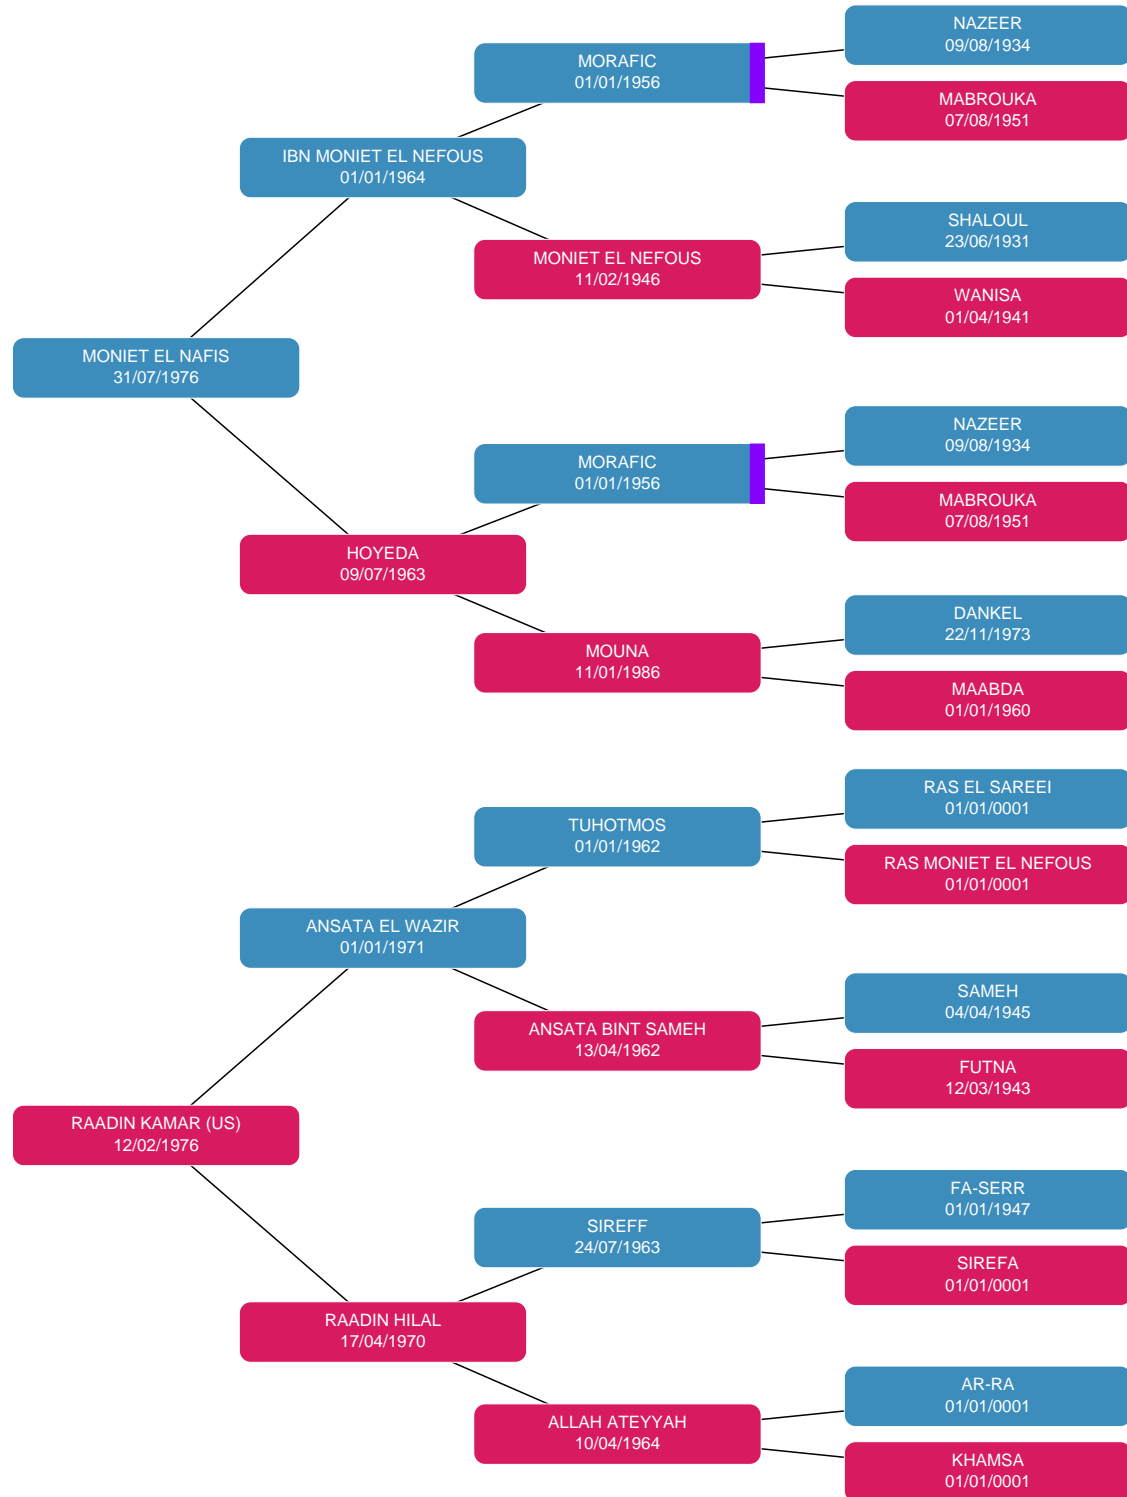 NAZEER
09/08/1934
MORAFIC
01/01/1956
MABROUKA
07/08/1951
IBN MONIET EL NEFOUS
01/01/1964
SHALOUL
23/06/1931
MONIET EL NEFOUS
11/02/1946
WANISA
01/04/1941
MONIET EL NAFIS
31/07/1976
NAZEER
09/08/1934
MORAFIC
01/01/1956
MABROUKA
07/08/1951
HOYEDA
09/07/1963
DANKEL
22/11/1973
MOUNA
11/01/1986
MAABDA
01/01/1960
RAS EL SAREEI
01/01/0001
TUHOTMOS
01/01/1962
RAS MONIET EL NEFOUS
01/01/0001
ANSATA EL WAZIR
01/01/1971
SAMEH
04/04/1945
ANSATA BINT SAMEH
13/04/1962
FUTNA
12/03/1943
RAADIN KAMAR (US)
12/02/1976
FA-SERR
01/01/1947
SIREFF
24/07/1963
SIREFA
01/01/0001
RAADIN HILAL
17/04/1970
AR-RA
01/01/0001
ALLAH ATEYYAH
10/04/1964
KHAMSA
01/01/0001